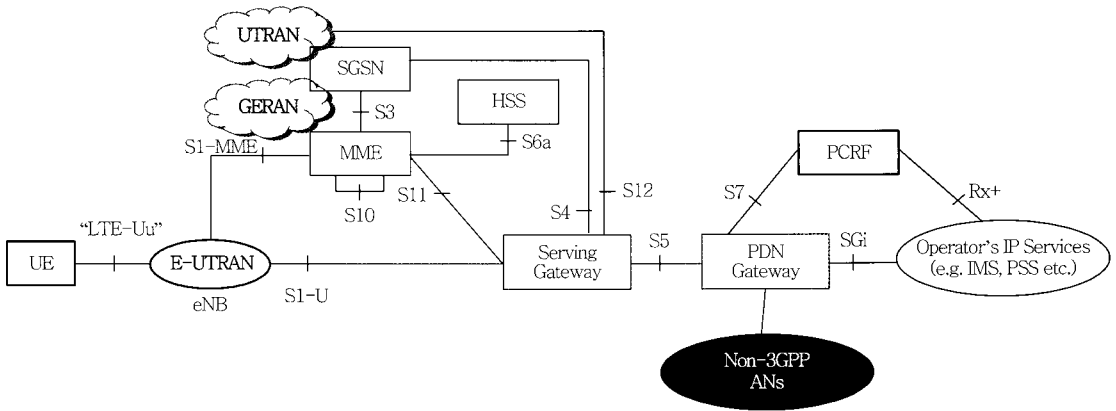 UTRAN
SGSN
GERAN
S3
HSS
S1-MME
MME
S6a
PCRF
S10
S11
S4
S12
S7
Rx+
"LTE-Uu"
UE
E-UTRAN
eNB
S1-U
Serving
Gateway
S5
PDN
Gateway
SGi
Operator's IP Services
(e.g. IMS, PSS etc.)
Non-3GPP
ANs